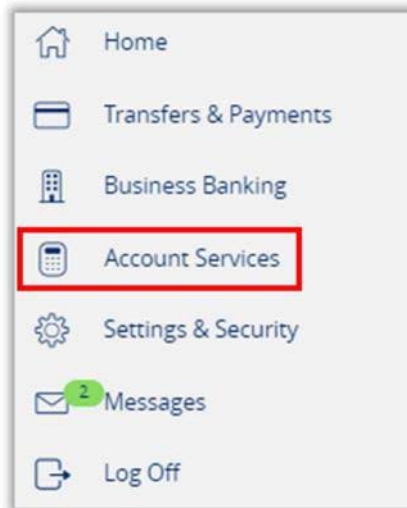 Home
Transfers & Payments
Business Banking
Account Services
Settings & Security
2 Messages
Log Off